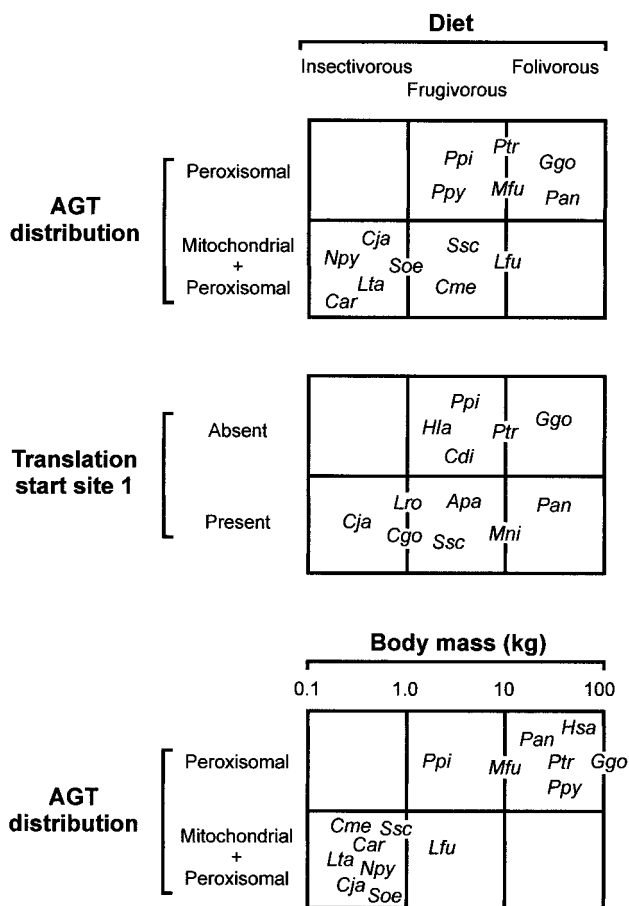 Diet
Insectivorous Folivorous
Frugivorous
Ptr
Ppi Ggo
Peroxisomal
Ppy Mfu Pan
AGT
distribution
Cja Ssc
Mitochondrial
Npy Soe Lfu
+
Lta Cme
Peroxisomal
Car
Ppi
Absent Hla Ptr Ggo
Cdi
Translation
start site 1
Lro Apa Pan
Present Cja
Cgo Ssc Mni
Body mass (kg)
0.1 1.0 10 100
Hsa
Pan
Peroxisomal Ppi Mfu Ptr Ggo
Ppy
AGT
distribution
Cme Ssc
Mitochondrial
Car Lfu
+
Lta Npy
Peroxisomal
Cja Soe